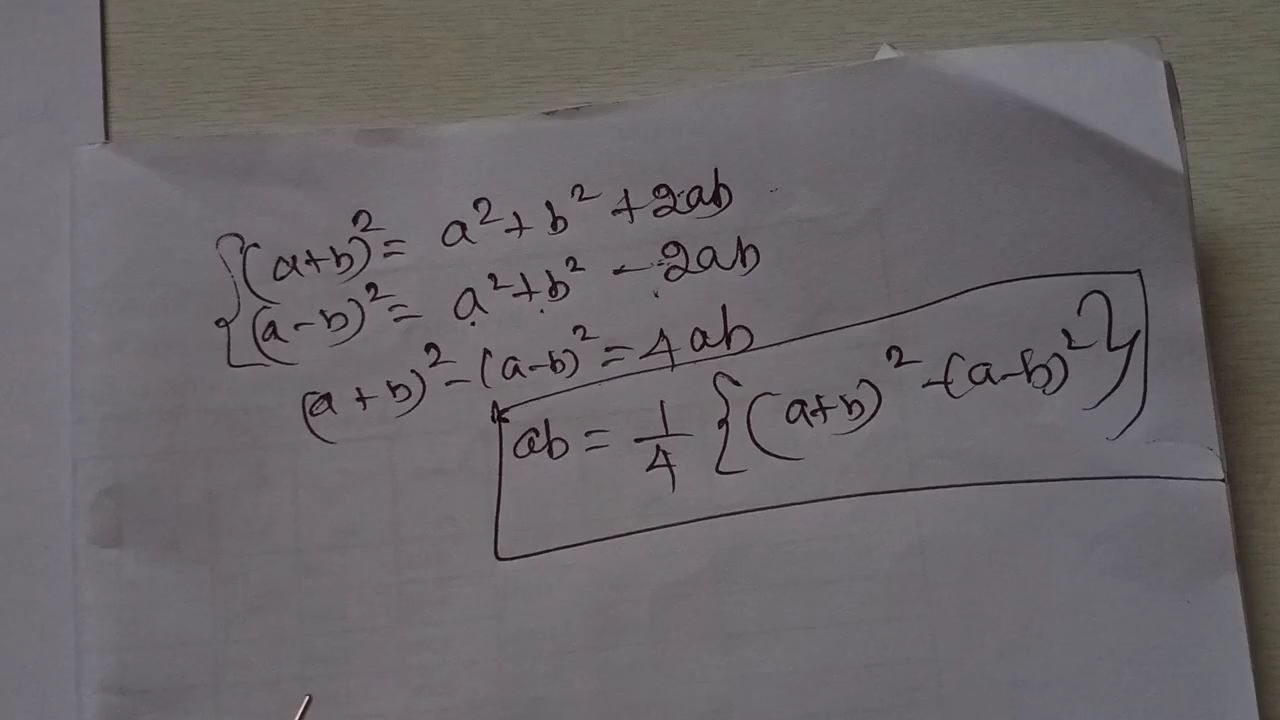 {(a+b)² = a² + b² + 2ab
(a-b)² = a² + b² - 2ab
(a+b)² - (a-b)² = 4ab
ab = 1/4 {(a+b)² - (a-b)²}